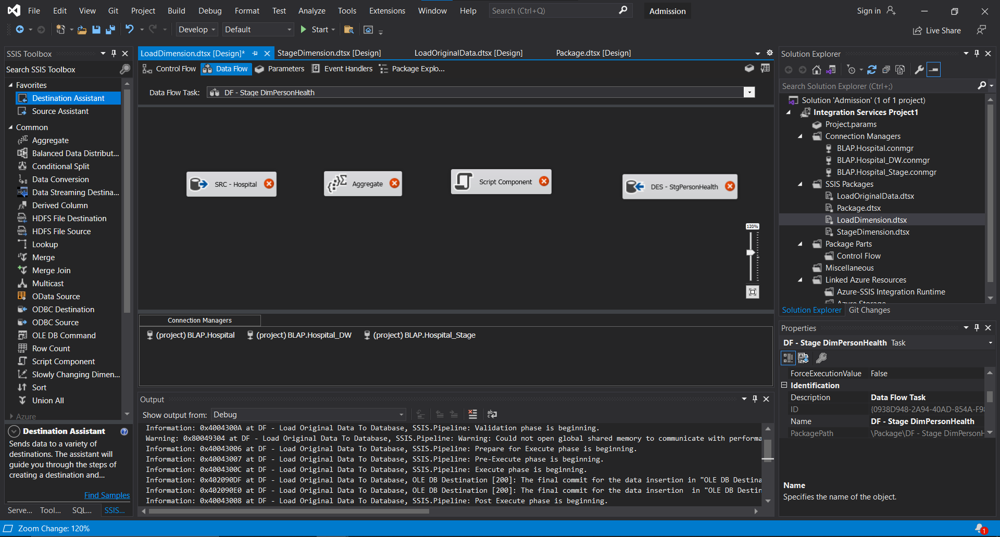 File Edit View Git Project Build Debug Format Test Analyze Tools Extensions Window Help Search (Ctrl+Q) Admission Sign in
Develop Default Start Live Share
SSIS Toolbox
Search SSIS Toolbox
Favorites
Destination Assistant
Source Assistant
Common
Aggregate
Balanced Data Distribut...
Conditional Split
Data Conversion
Data Streaming Destina...
Derived Column
HDFS File Destination
HDFS File Source
Lookup
Merge
Merge Join
Multicast
OData Source
ODBC Destination
ODBC Source
OLE DB Command
Row Count
Script Component
Slowly Changing Dimen...
Sort
Union All
Azure
Destination Assistant
Sends data to a variety of
destinations. The assistant will
guide you through the steps of
creating a destination and...
Find Samples
Serve... Tool... SQL... SSIS...
LoadDimension.dtsx [Design]* StageDimension.dtsx [Design] LoadOriginalData.dtsx [Design] Package.dtsx [Design]
Control Flow Data Flow Parameters Event Handlers Package Explo...
Data Flow Task: DF - Stage DimPersonHealth
SRC - Hospital
Aggregate
Script Component
DES - StgPersonHealth
120%
Connection Managers
(project) BLAP.Hospital (project) BLAP.Hospital_DW (project) BLAP.Hospital_Stage
Output
Show output from: Debug
Information: 0x4004300A at DF - Load Original Data To Database, SSIS.Pipeline: Validation phase is beginning.
Warning: 0x80049304 at DF - Load Original Data To Database, SSIS.Pipeline: Warning: Could not open global shared memory to communicate with performa
Information: 0x40043006 at DF - Load Original Data To Database, SSIS.Pipeline: Prepare for Execute phase is beginning.
Information: 0x40043007 at DF - Load Original Data To Database, SSIS.Pipeline: Pre-Execute phase is beginning.
Information: 0x4004300C at DF - Load Original Data To Database, SSIS.Pipeline: Execute phase is beginning.
Information: 0x402090DF at DF - Load Original Data To Database, OLE DB Destination [200]: The final commit for the data insertion in "OLE DB Destina
Information: 0x402090E0 at DF - Load Original Data To Database, OLE DB Destination [200]: The final commit for the data insertion  in "OLE DB Destin
Information: 0x40043008 at DF - Load Original Data To Database, SSIS.Pipeline: Post Execute phase is beginning.
Solution Explorer
Search Solution Explorer (Ctrl+;)
Solution 'Admission' (1 of 1 project)
Integration Services Project1
Project.params
Connection Managers
BLAP.Hospital.conmgr
BLAP.Hospital_DW.conmgr
BLAP.Hospital_Stage.conmgr
SSIS Packages
LoadOriginalData.dtsx
Package.dtsx
LoadDimension.dtsx
StageDimension.dtsx
Package Parts
Control Flow
Miscellaneous
Linked Azure Resources
Azure-SSIS Integration Runtime
Azure Storage
Solution Explorer Git Changes
Properties
DF - Stage DimPersonHealth Task
ForceExecutionValue False
Identification
Description Data Flow Task
ID {0938D948-2A94-40AD-854A-F98
Name DF - Stage DimPersonHealth
PackagePath \Package\DF - Stage DimPersonH
Name
Specifies the name of the object.
Zoom Change: 120%
1